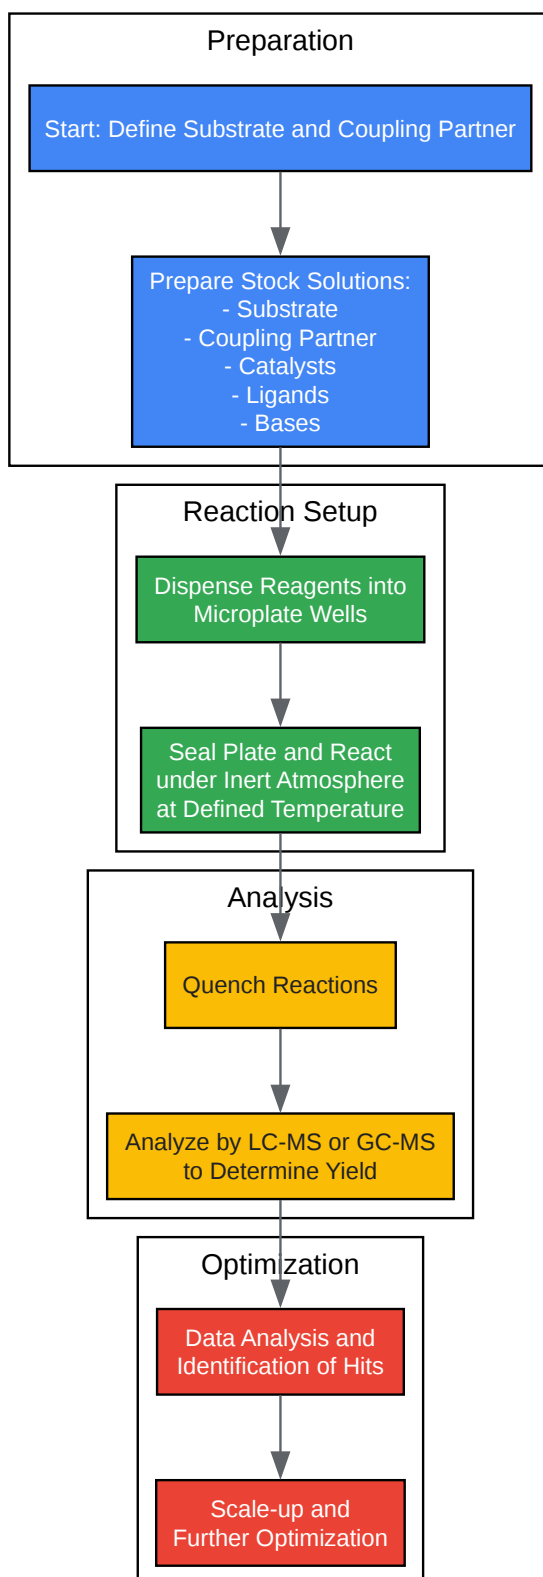 Preparation
Start: Define Substrate and Coupling Partner
Prepare Stock Solutions:
- Substrate
- Coupling Partner
- Catalysts
- Ligands
- Bases
Reaction Setup
Dispense Reagents into
Microplate Wells
Seal Plate and React
under Inert Atmosphere
at Defined Temperature
Analysis
Quench Reactions
Analyze by LC-MS or GC-MS
to Determine Yield
Optimization
Data Analysis and
Identification of Hits
Scale-up and
Further Optimization